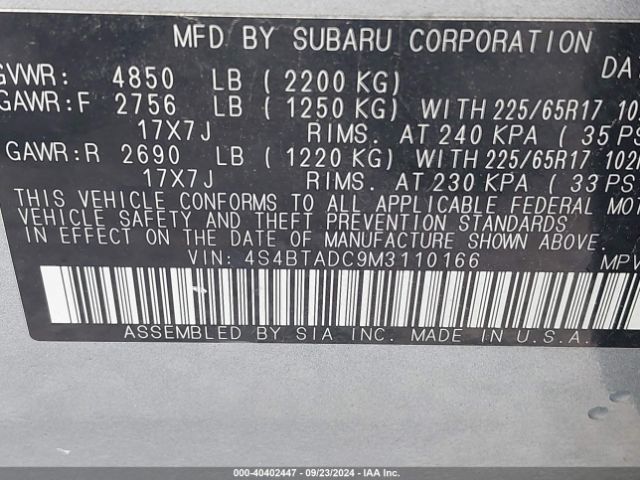 MFD BY SUBARU CORPORATION DAT
GVWR: 4850 LB ( 2200 KG)
GAWR:F 2756 LB ( 1250 KG) WITH 225/65R17 102
17X7J RIMS. AT 240 KPA ( 35 PS
GAWR:R 2690 LB ( 1220 KG) WITH 225/65R17 102
17X7J RIMS. AT 230 KPA ( 33 PS
THIS VEHICLE CONFORMS TO ALL APPLICABLE FEDERAL MOT
VEHICLE SAFETY AND THEFT PREVENTION STANDARDS
IN EFFECT ON THE DATE OF MANUFACTURE SHOWN ABOVE.
VIN: 4S4BTADC9M3110166 MPV
ASSEMBLED BY SIA INC. MADE IN U.S.A.
000-40402447 - 09/23/2024 - IAA, Inc.